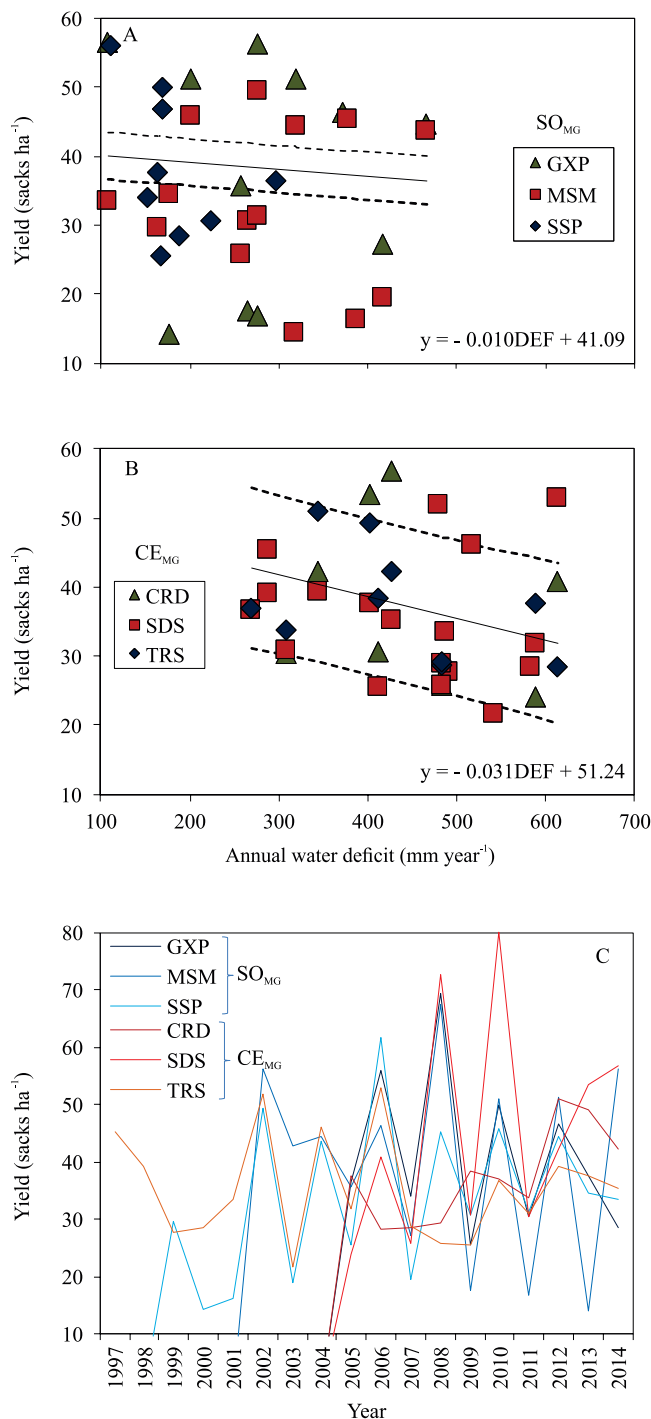 60
A
50
40
30
20
10
Yield (sacks ha⁻¹)
SO_MG
GXP
MSM
SSP
y = - 0.010DEF + 41.09
60
B
50
40
30
20
10
Yield (sacks ha⁻¹)
CE_MG
CRD
SDS
TRS
y = - 0.031DEF + 51.24
100 200 300 400 500 600 700
Annual water deficit (mm year⁻¹)
80
C
70
60
50
40
30
20
10
Yield (sacks ha⁻¹)
GXP
MSM
SSP
SO_MG
CRD
SDS
TRS
CE_MG
1997 1998 1999 2000 2001 2002 2003 2004 2005 2006 2007 2008 2009 2010 2011 2012 2013 2014
Year